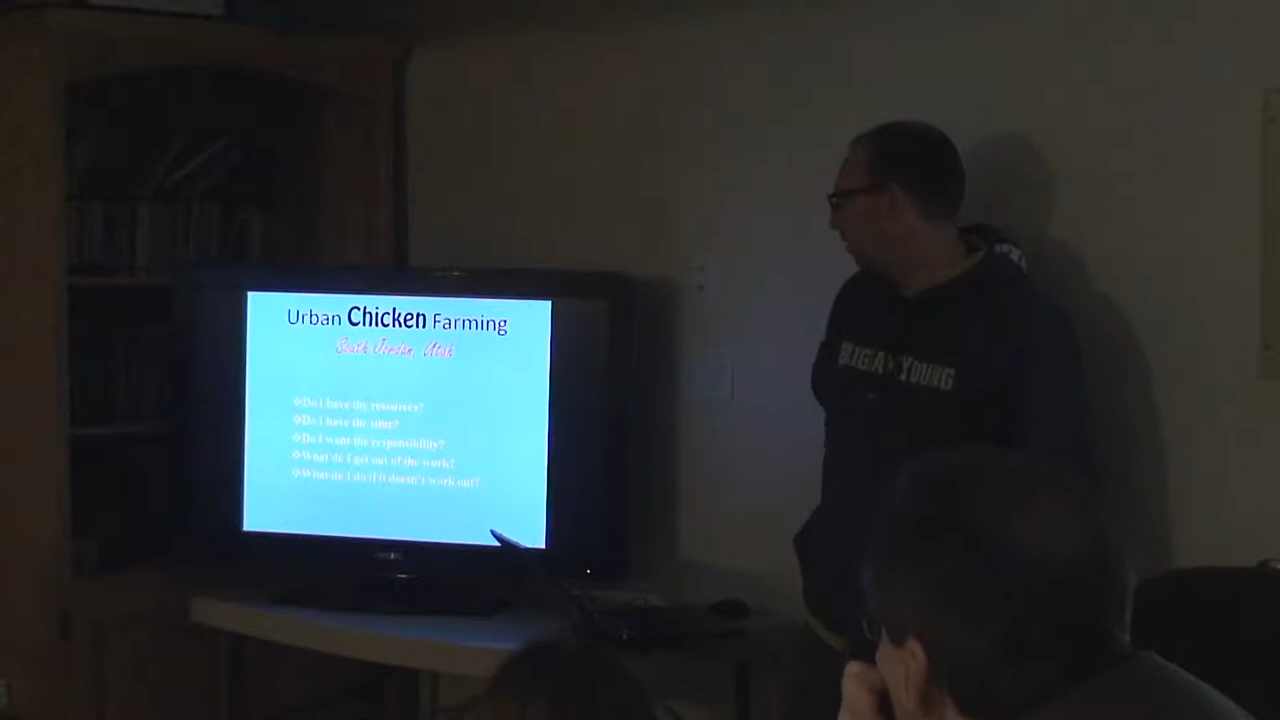 Urban Chicken Farming
South Jordan, Utah
❖Do I have the resources?
❖Do I have the time?
❖Do I want the responsibility?
❖What do I get out of the work?
❖What do I do if it doesn't work out?
BRIGHAM YOUNG